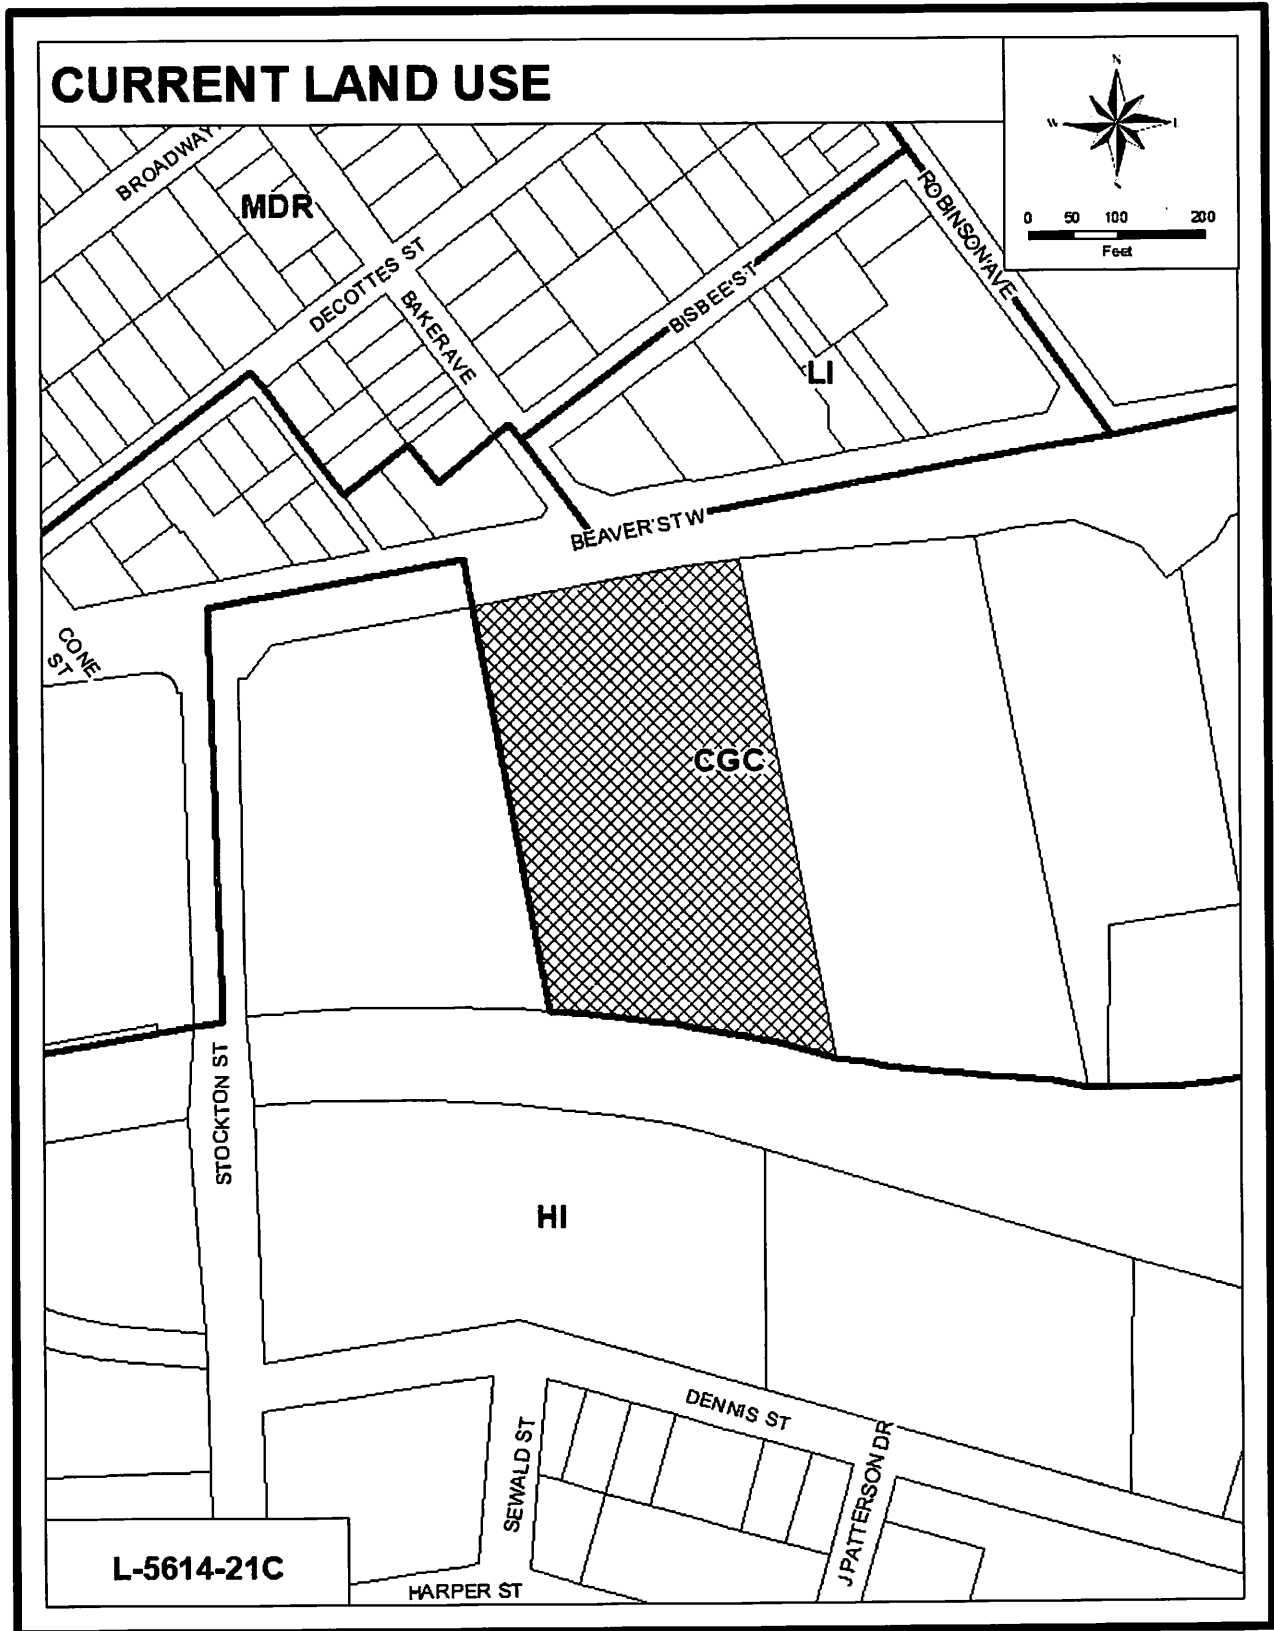 CURRENT LAND USE
N
W
0 50 100 200
Feet
BROADWAY
MDR
ROBINSON AVE
DECOTTES ST
BAKER AVE
BISBEE ST
LI
BEAVER ST W
CONE
ST
CGC
STOCKTON ST
HI
DENNIS ST
SEWALD ST
J PATTERSON DR
L-5614-21C
HARPER ST